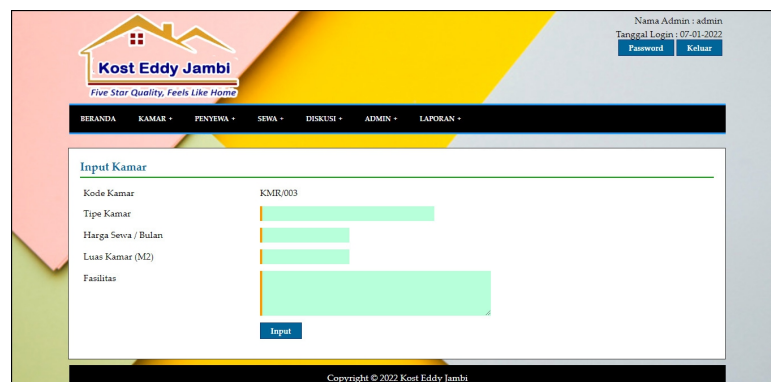 Kost Eddy Jambi
Five Star Quality, Feels Like Home
Nama Admin : admin
Tanggal Login : 07-01-2022
Password Keluar
BERANDA KAMAR + PENYEWA + SEWA + DISKUSI + ADMIN + LAPORAN +
Input Kamar
Kode Kamar KMR/003
Tipe Kamar
Harga Sewa / Bulan
Luas Kamar (M2)
Fasilitas
Input
Copyright © 2022 Kost Eddy Jambi